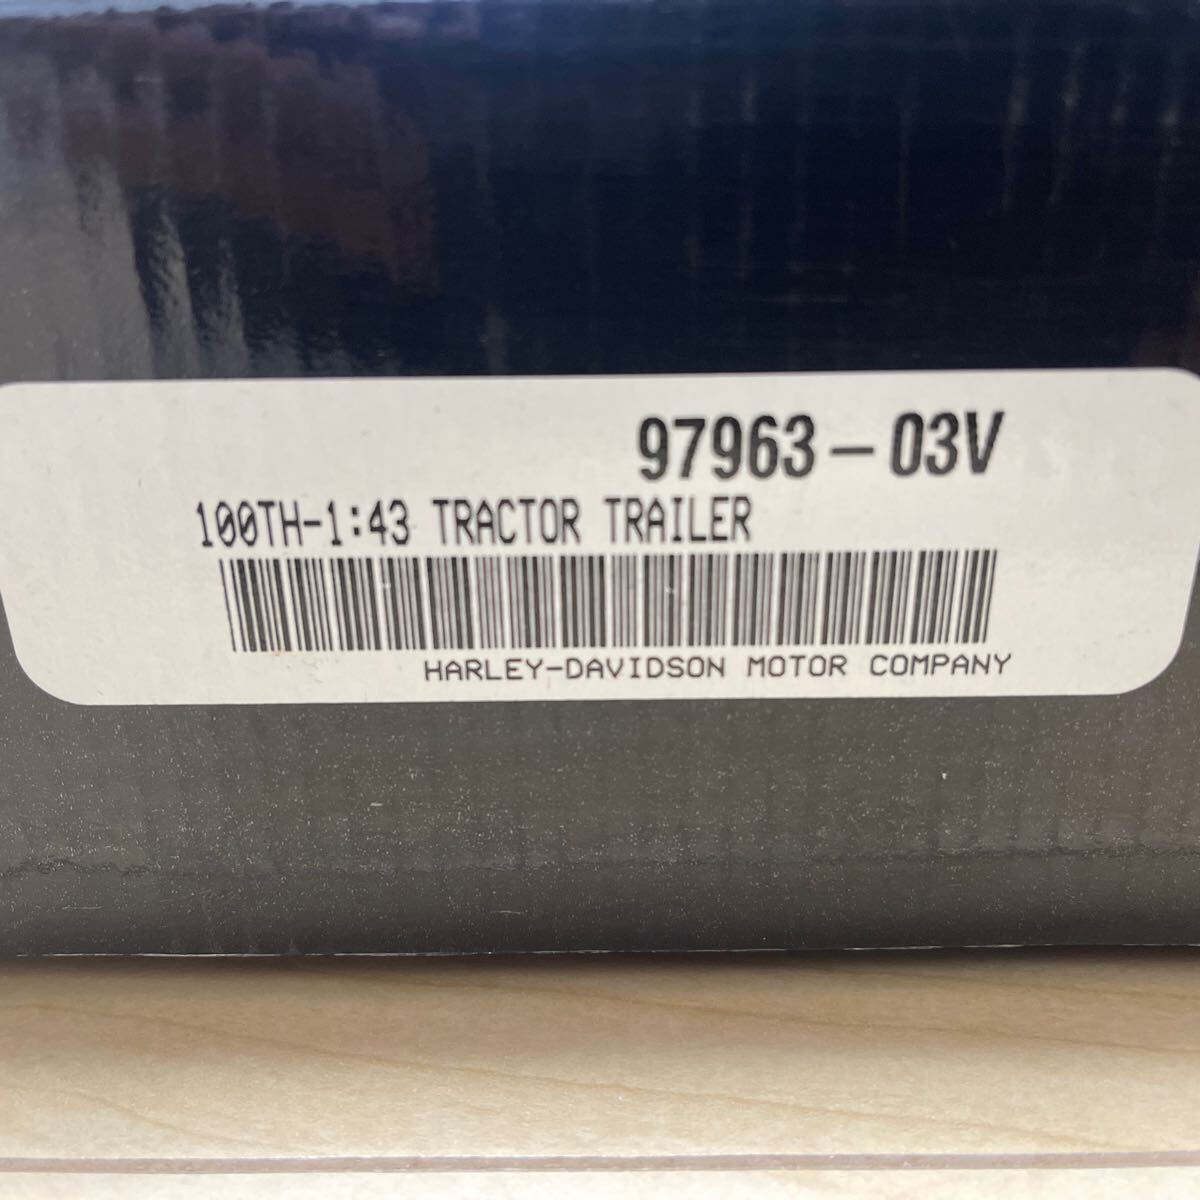 97963-03V
100TH-1:43 TRACTOR TRAILER
HARLEY-DAVIDSON MOTOR COMPANY